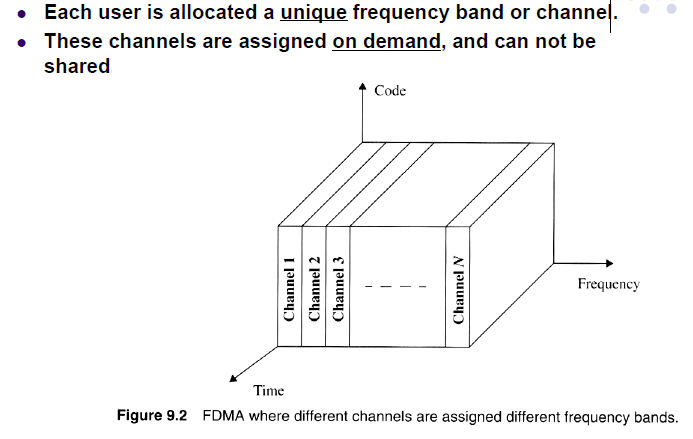 Each user is allocated a unique frequency band or channel.
These channels are assigned on demand, and can not be
shared
Code
Channel 1
Channel 2
Channel 3
Channel N
Frequency
Time
Figure 9.2 FDMA where different channels are assigned different frequency bands.